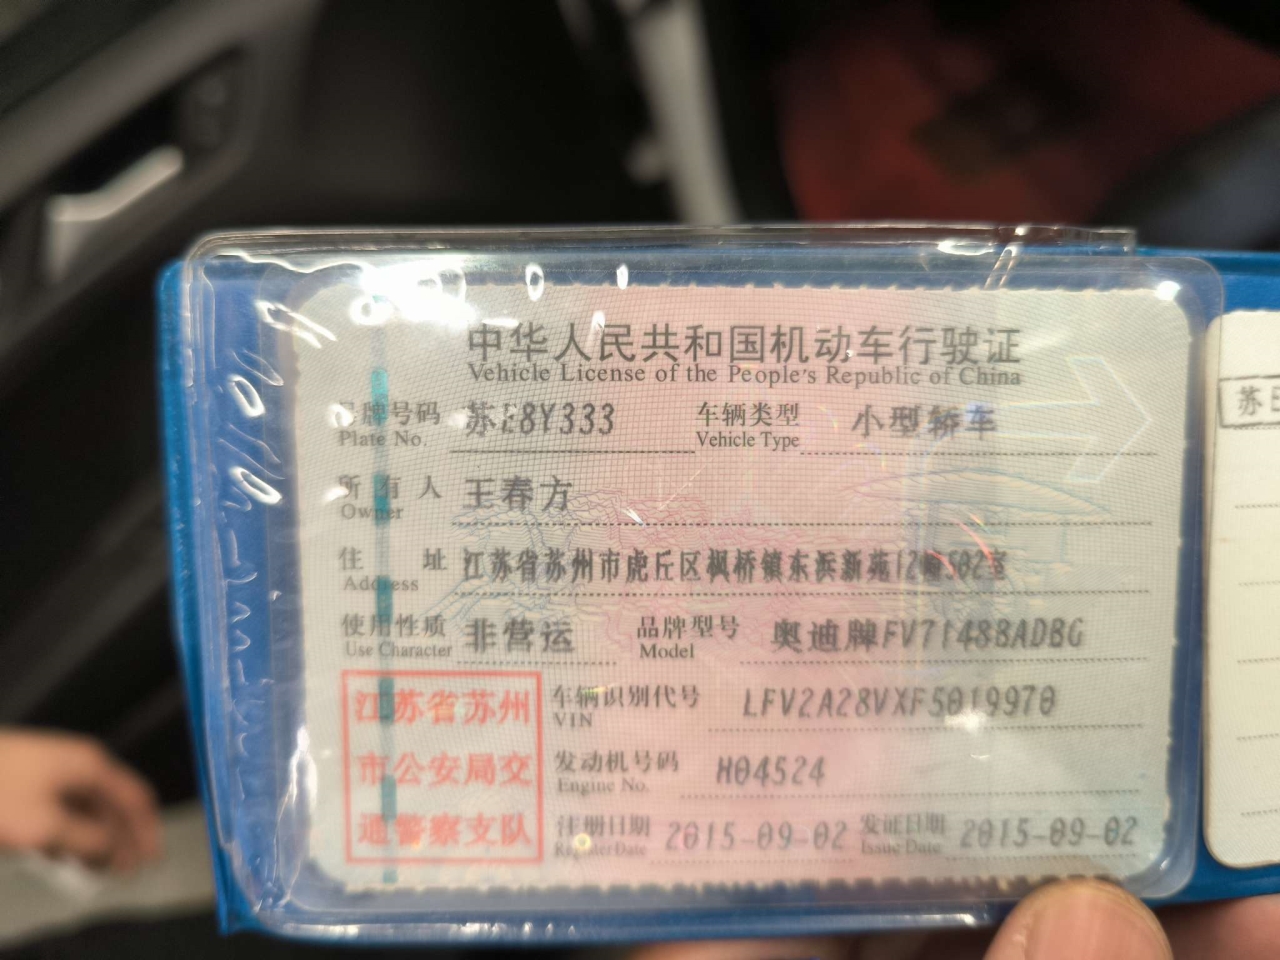 中华人民共和国机动车行驶证
Vehicle License of the People's Republic of China
号牌号码 苏E8Y333 车辆类型 小型轿车
Plate No. Vehicle Type
所有人 王春方
Owner
住址 江苏省苏州市虎丘区枫桥镇东浜新苑12幢502室
Address
使用性质 非营运 品牌型号 奥迪牌FV7148BADBG
Use Character Model
江苏省苏州
市公安局交
通警察支队
车辆识别代号 LFV2A28VXF5019970
VIN
发动机号码 H04524
Engine No.
注册日期 2015-09-02 发证日期 2015-09-02
Register Date Issue Date
苏E